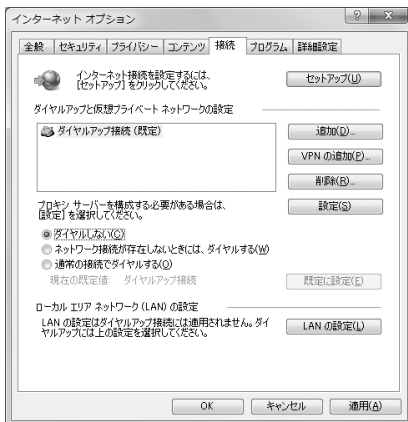 インターネット オプション
全般 セキュリティ プライバシー コンテンツ 接続 プログラム 詳細設定
インターネット接続を設定するには、
[セットアップ] をクリックしてください。
セットアップ(U)
ダイヤルアップと仮想プライベート ネットワークの設定
ダイヤルアップ接続 (既定)
追加(D)...
VPN の追加(P)...
削除(R)...
プロキシ サーバーを構成する必要がある場合は、
[設定] を選択してください。
設定(S)
ダイヤルしない(C)
ネットワーク接続が存在しないときには、ダイヤルする(W)
通常の接続でダイヤルする(O)
現在の既定値: ダイヤルアップ接続
既定に設定(E)
ローカル エリア ネットワーク (LAN) の設定
LAN の設定はダイヤルアップ接続には適用されません。ダイ
ヤルアップには上の設定を選択してください。
LAN の設定(L)
OK キャンセル 適用(A)